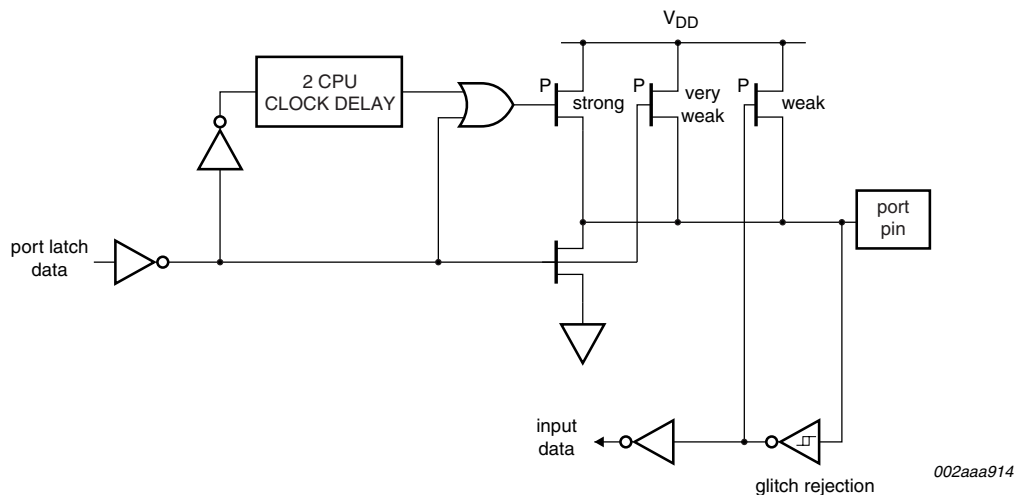 VDD
2 CPU
CLOCK DELAY
P
strong
P
very
weak
P
weak
port
pin
port latch
data
input
data
glitch rejection
002aaa914